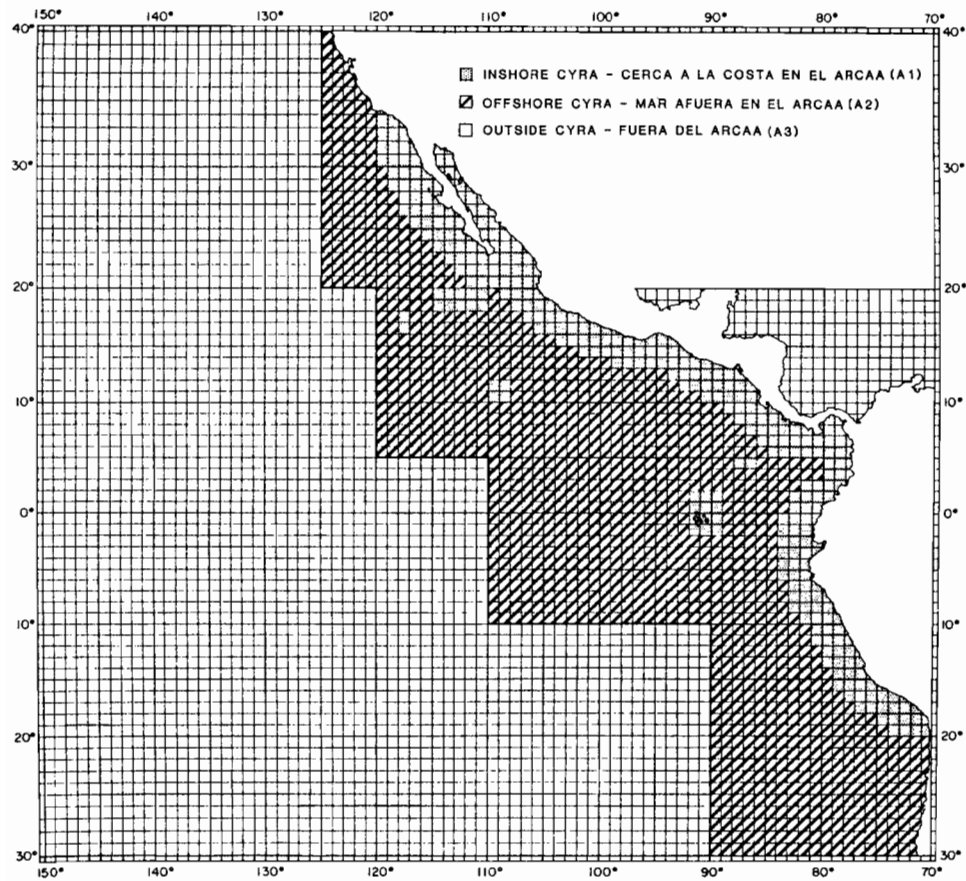 150° 140° 130° 120° 110° 100° 90° 80° 70°
40° 40°
INSHORE CYRA - CERCA A LA COSTA EN EL ARCAA (A1)
OFFSHORE CYRA - MAR AFUERA EN EL ARCAA (A2)
OUTSIDE CYRA - FUERA DEL ARCAA (A3)
30° 30°
20° 20°
10° 10°
0° 0°
10° 10°
20° 20°
30° 30°
150° 140° 130° 120° 110° 100° 90° 80° 70°